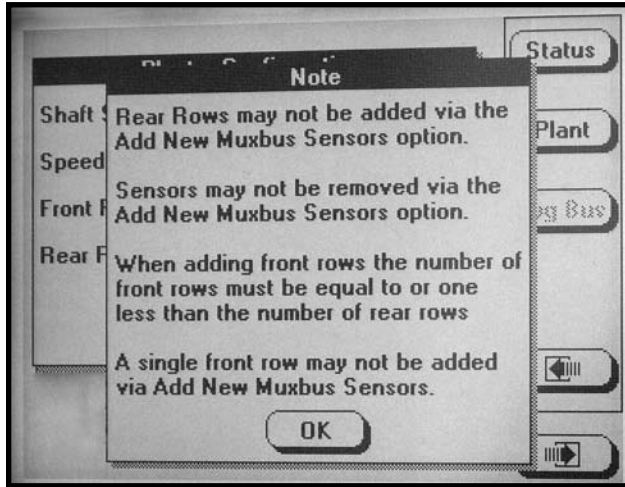 Note
Rear Rows may not be added via the
Add New Muxbus Sensors option.
Sensors may not be removed via the
Add New Muxbus Sensors option.
When adding front rows the number of
front rows must be equal to or one
less than the number of rear rows
A single front row may not be added
via Add New Muxbus Sensors.
OK
Shaft
Speed
Front
Rear
Status
Plant
Bus